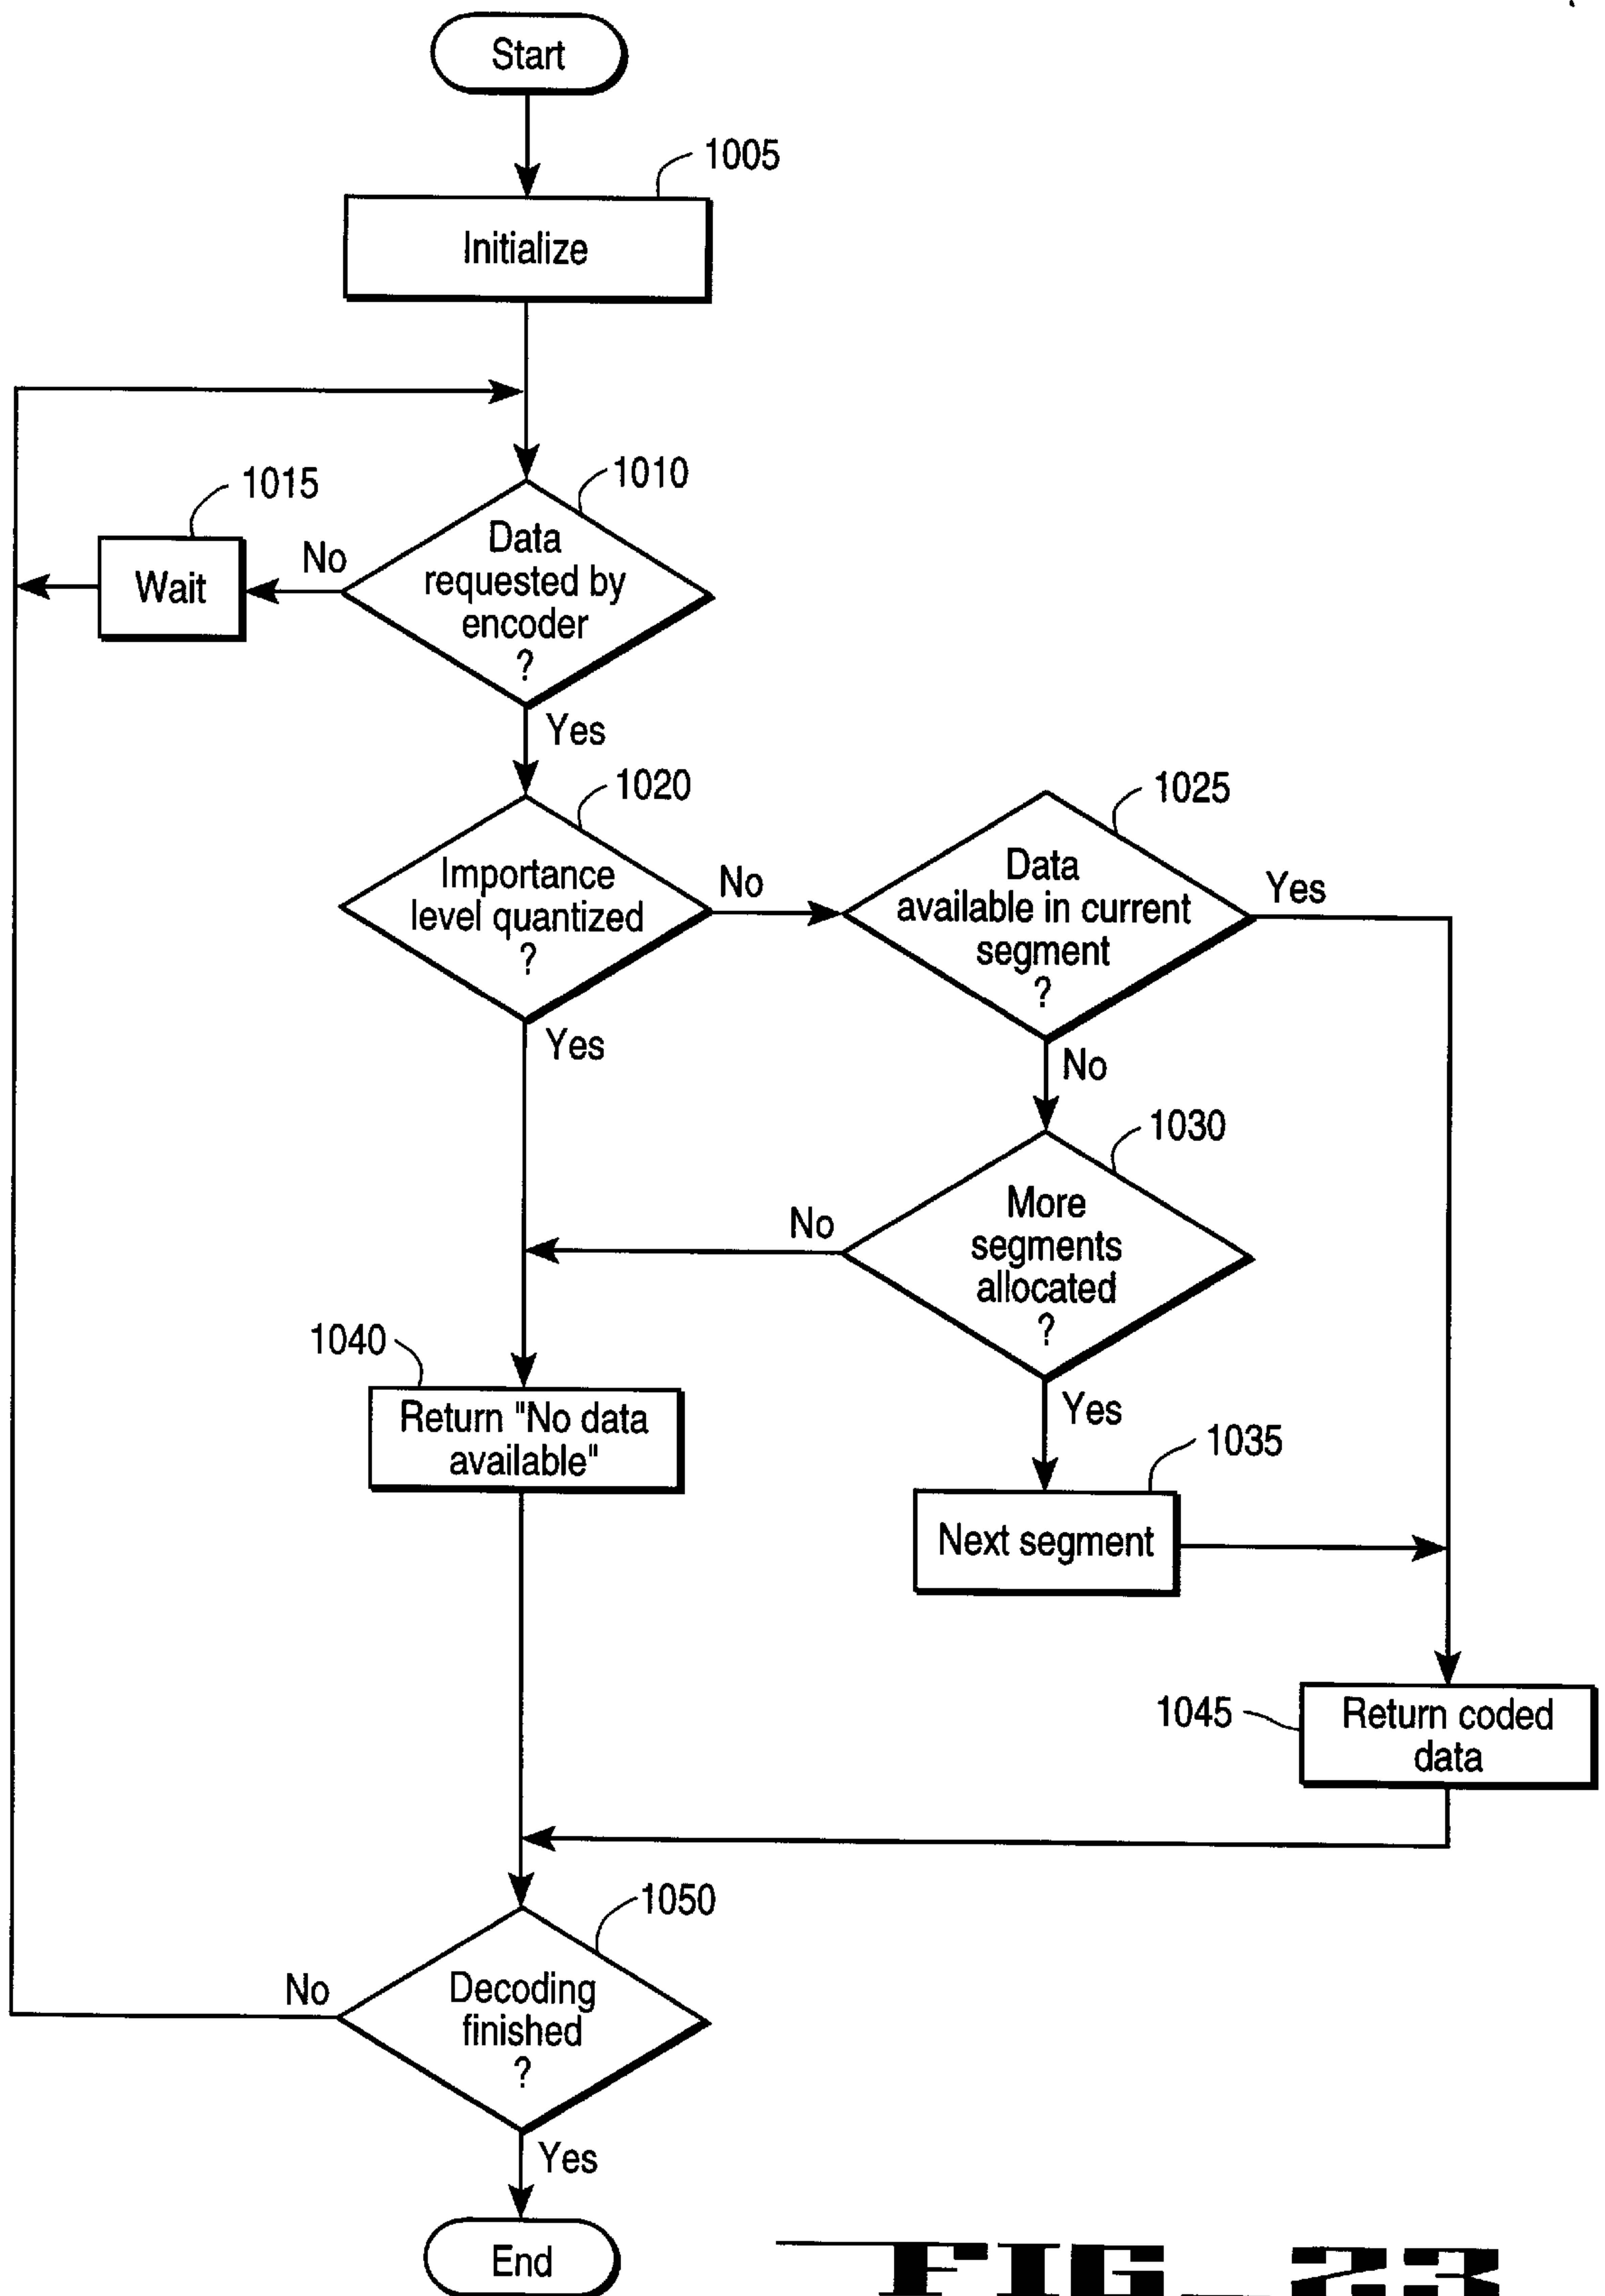 Start
1005
Initialize
1010
1015
Data
requested by
encoder
?
No
Wait
Yes
1020
1025
Importance
level quantized
?
No
Data
available in current
segment
?
Yes
Yes
No
1030
More
segments
allocated
?
No
1040
Return "No data
available"
Yes
1035
Next segment
1045
Return coded
data
1050
Decoding
finished
?
No
Yes
End
FIG_23